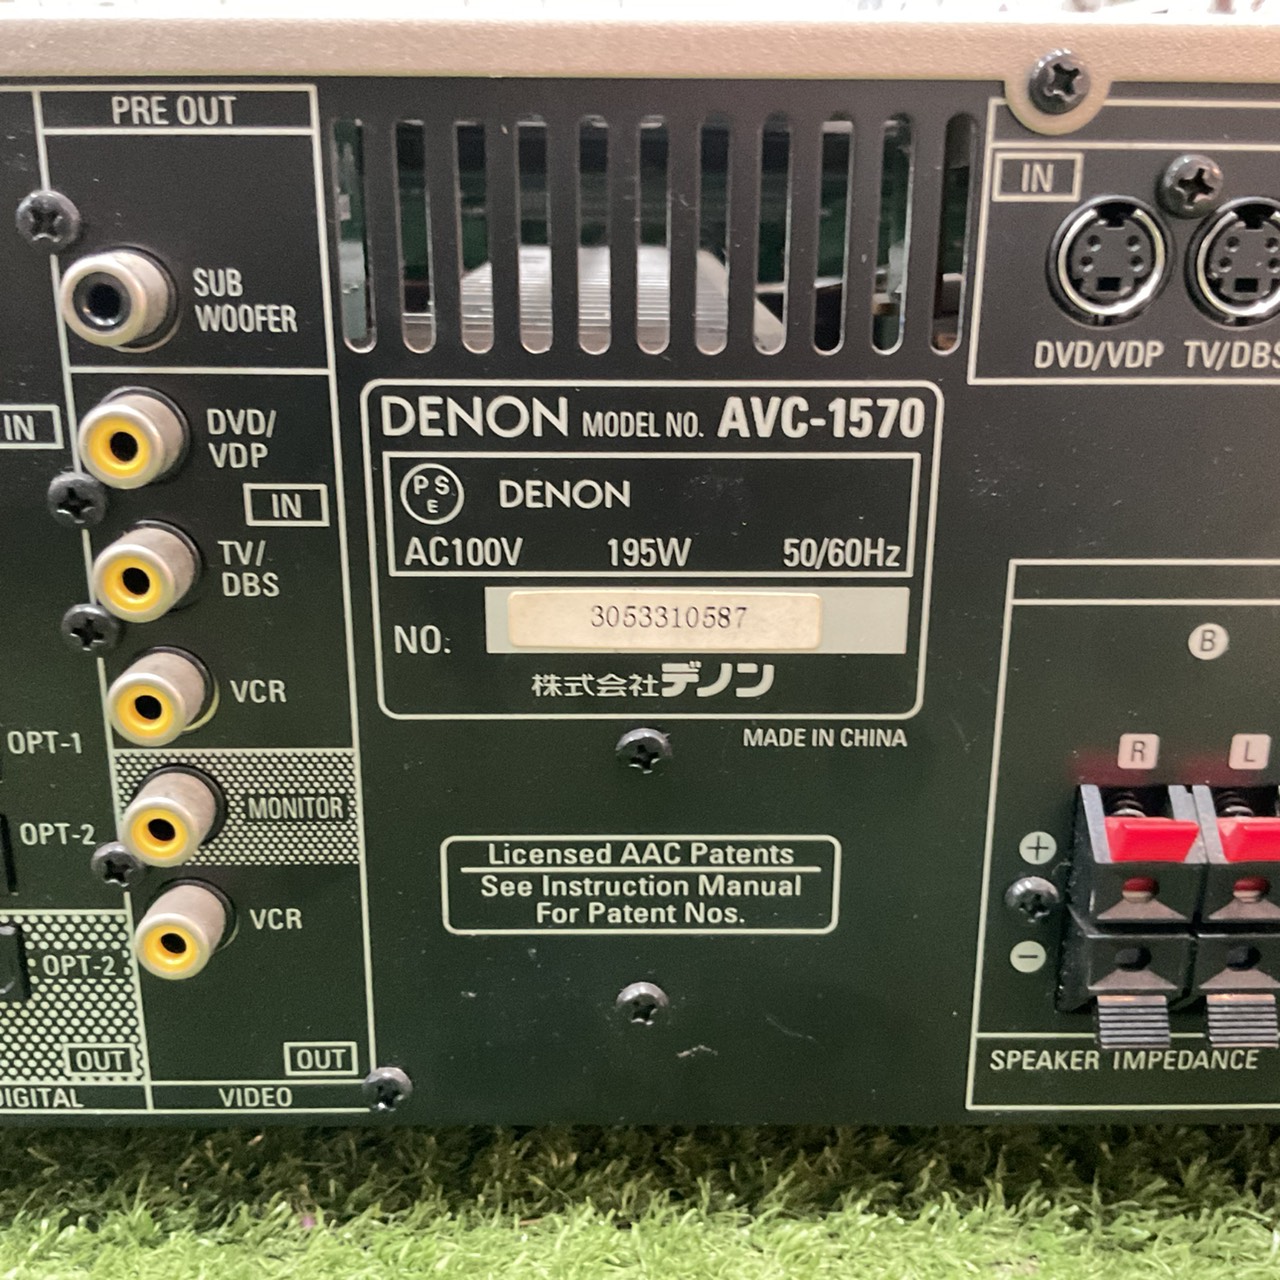 PRE OUT
SUB
WOOFER
IN
DVD/
VDP
IN
TV/
DBS
VCR
OPT-1
MONITOR
OPT-2
VCR
OPT-2
OUT
OUT
VIDEO
DENON MODEL NO. AVC-1570
PSE DENON
AC100V 195W 50/60Hz
NO. 3053310587
株式会社デノン
MADE IN CHINA
Licensed AAC Patents
See Instruction Manual
For Patent Nos.
IN
DVD/VDP TV/DBS
B
R L
+
−
SPEAKER IMPEDANCE